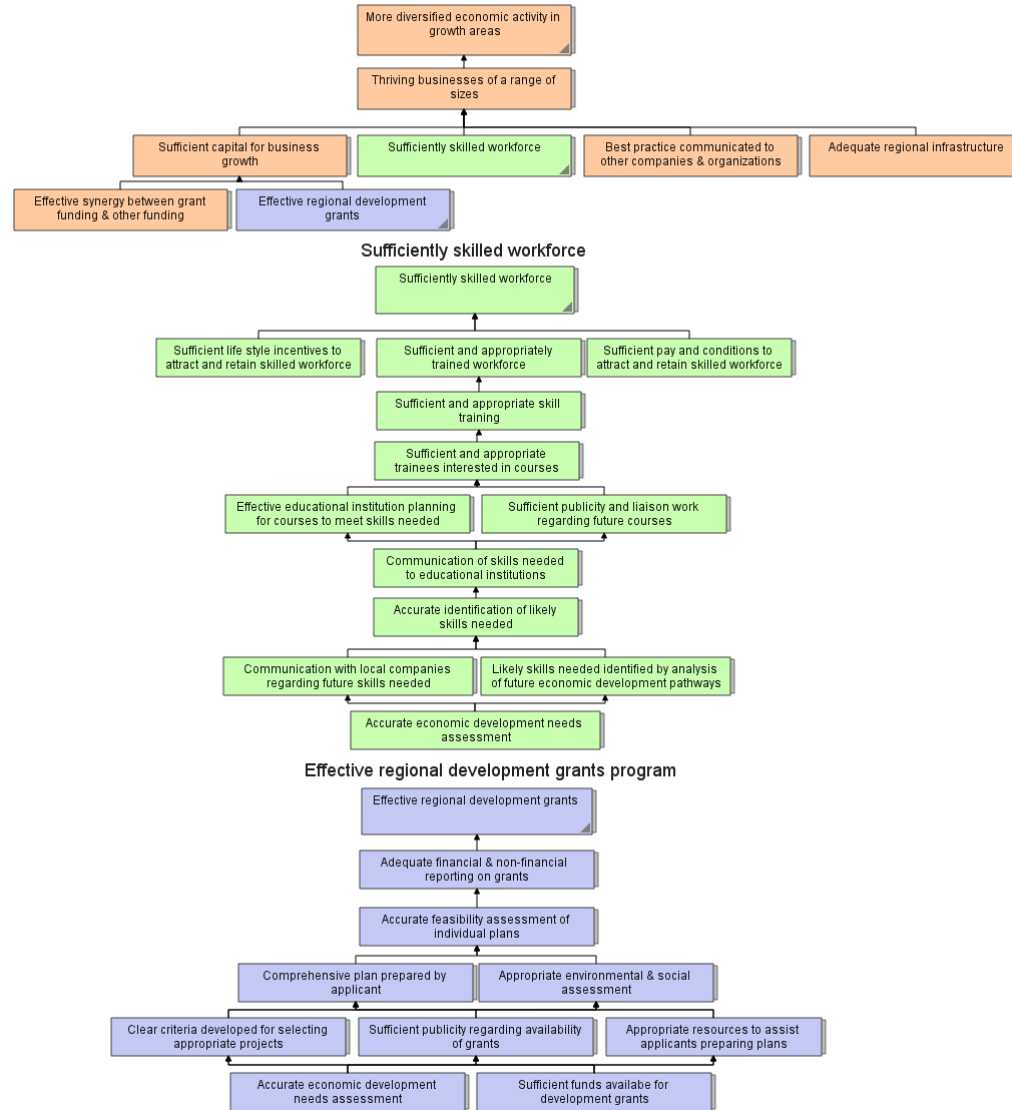 More diversified economic activity in
growth areas
Thriving businesses of a range of
sizes
Sufficient capital for business
growth
Sufficiently skilled workforce
Best practice communicated to
other companies & organizations
Adequate regional infrastructure
Effective synergy between grant
funding & other funding
Effective regional development
grants
Sufficiently skilled workforce
Sufficiently skilled workforce
Sufficient life style incentives to
attract and retain skilled workforce
Sufficient and appropriately
trained workforce
Sufficient pay and conditions to
attract and retain skilled workforce
Sufficient and appropriate skill
training
Sufficient and appropriate
trainees interested in courses
Effective educational institution planning
for courses to meet skills needed
Sufficient publicity and liaison work
regarding future courses
Communication of skills needed
to educational institutions
Accurate identification of likely
skills needed
Communication with local companies
regarding future skills needed
Likely skills needed identified by analysis
of future economic development pathways
Accurate economic development needs
assessment
Effective regional development grants program
Effective regional development grants
Adequate financial & non-financial
reporting on grants
Accurate feasibility assessment of
individual plans
Comprehensive plan prepared by
applicant
Appropriate environmental & social
assessment
Clear criteria developed for selecting
appropriate projects
Sufficient publicity regarding availability
of grants
Appropriate resources to assist
applicants preparing plans
Accurate economic development
needs assessment
Sufficient funds availabe for
development grants